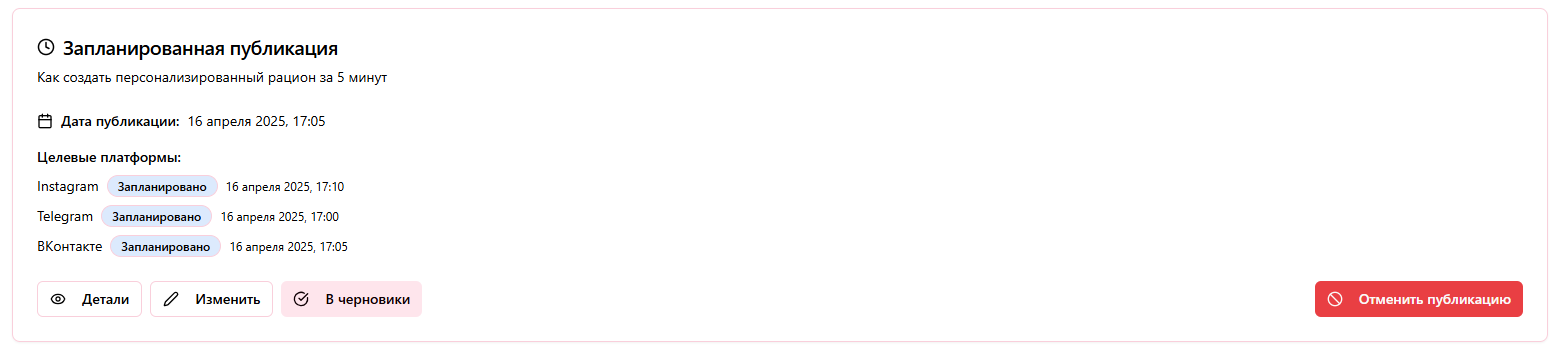 Запланированная публикация
Как создать персонализированный рацион за 5 минут
Дата публикации: 16 апреля 2025, 17:05
Целевые платформы:
Instagram Запланировано 16 апреля 2025, 17:10
Telegram Запланировано 16 апреля 2025, 17:00
ВКонтакте Запланировано 16 апреля 2025, 17:05
Детали Изменить В черновики Отменить публикацию